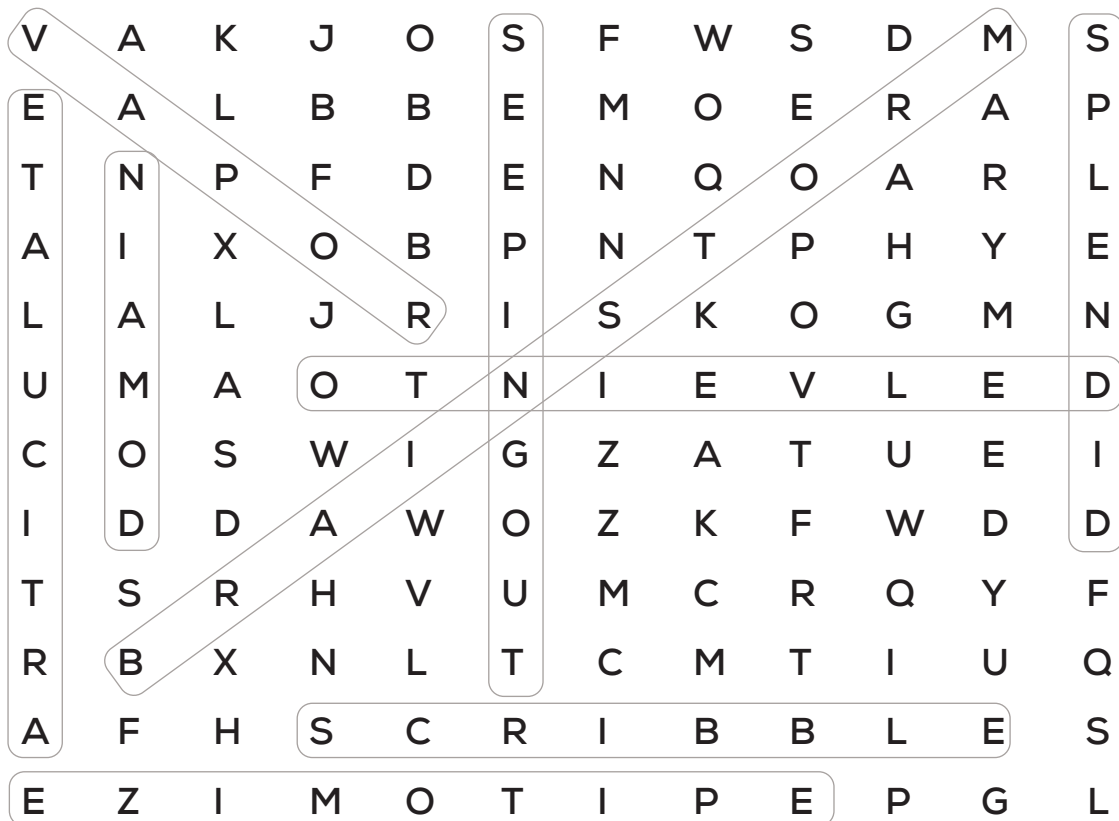 V A K J O S F W S D M S
E A L B B E M O E R A P
T N P F D E N Q O A R L
A I X O B P N T P H Y E
L A L J R I S K O G M N
U M A O T N I E V L E D
C O S W I G Z A T U E I
I D D A W O Z K F W D D
T S R H V U M C R Q Y F
R B X N L T C M T I U Q
A F H S C R I B B L E S
E Z I M O T I P E P G L